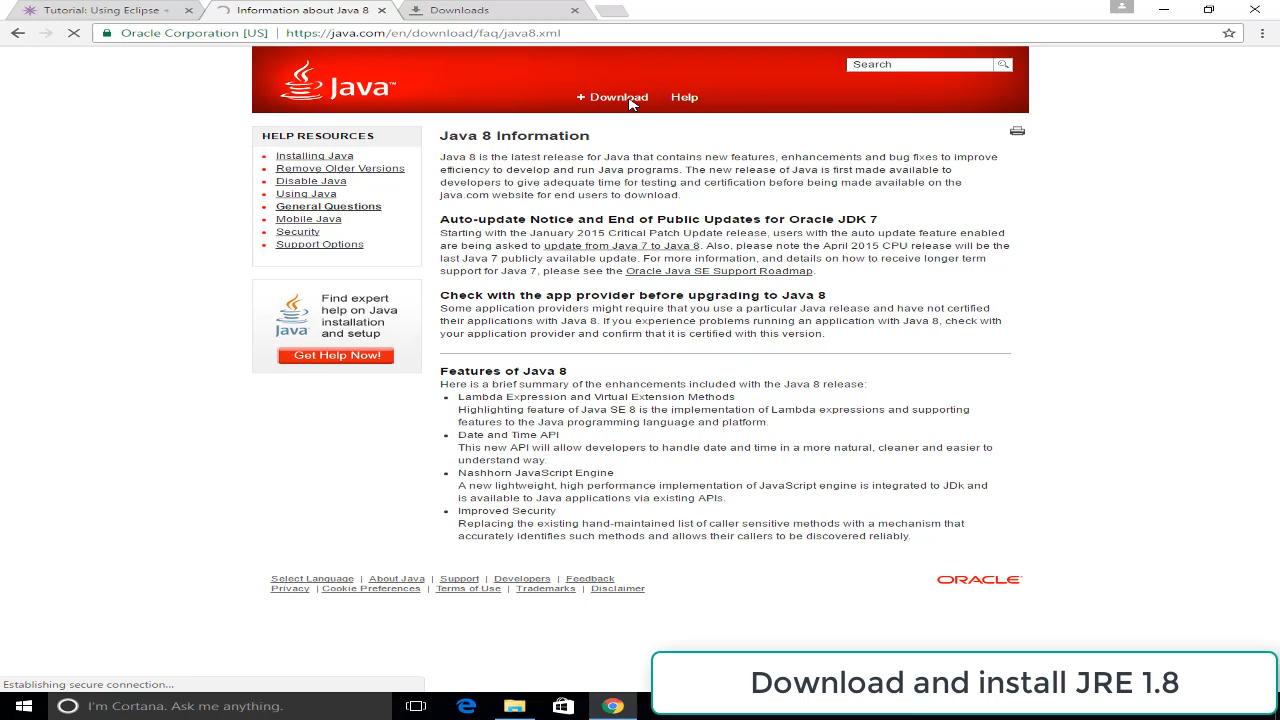 Tutorial: Using Eclipse
Information about Java 8
Downloads
Oracle Corporation [US]
https://java.com/en/download/faq/java8.xml
Java™
Search
+ Download
Help
HELP RESOURCES
Installing Java
Remove Older Versions
Disable Java
Using Java
General Questions
Mobile Java
Security
Support Options
Find expert
help on Java
installation
and setup
Java
Get Help Now!
Java 8 Information
Java 8 is the latest release for Java that contains new features, enhancements and bug fixes to improve
efficiency to develop and run Java programs. The new release of Java is first made available to
developers to give adequate time for testing and certification before being made available on the
java.com website for end users to download.
Auto-update Notice and End of Public Updates for Oracle JDK 7
Starting with the January 2015 Critical Patch Update release, users with the auto update feature enabled
are being asked to update from Java 7 to Java 8. Also, please note the April 2015 CPU release will be the
last Java 7 publicly available update. For more information, and details on how to receive longer term
support for Java 7, please see the Oracle Java SE Support Roadmap.
Check with the app provider before upgrading to Java 8
Some application providers might require that you use a particular Java release and have not certified
their applications with Java 8. If you experience problems running an application with Java 8, check with
your application provider and confirm that it is certified with this version.
Features of Java 8
Here is a brief summary of the enhancements included with the Java 8 release:
Lambda Expression and Virtual Extension Methods
Highlighting feature of Java SE 8 is the implementation of Lambda expressions and supporting
features to the Java programming language and platform.
Date and Time API
This new API will allow developers to handle date and time in a more natural, cleaner and easier to
understand way.
Nashhorn JavaScript Engine
A new lightweight, high performance implementation of JavaScript engine is integrated to JDk and
is available to Java applications via existing APIs.
Improved Security
Replacing the existing hand-maintained list of caller sensitive methods with a mechanism that
accurately identifies such methods and allows their callers to be discovered reliably.
Select Language | About Java | Support | Developers | Feedback
Privacy | Cookie Preferences | Terms of Use | Trademarks | Disclaimer
ORACLE
Establishing secure connection...
Download and install JRE 1.8
I'm Cortana. Ask me anything.